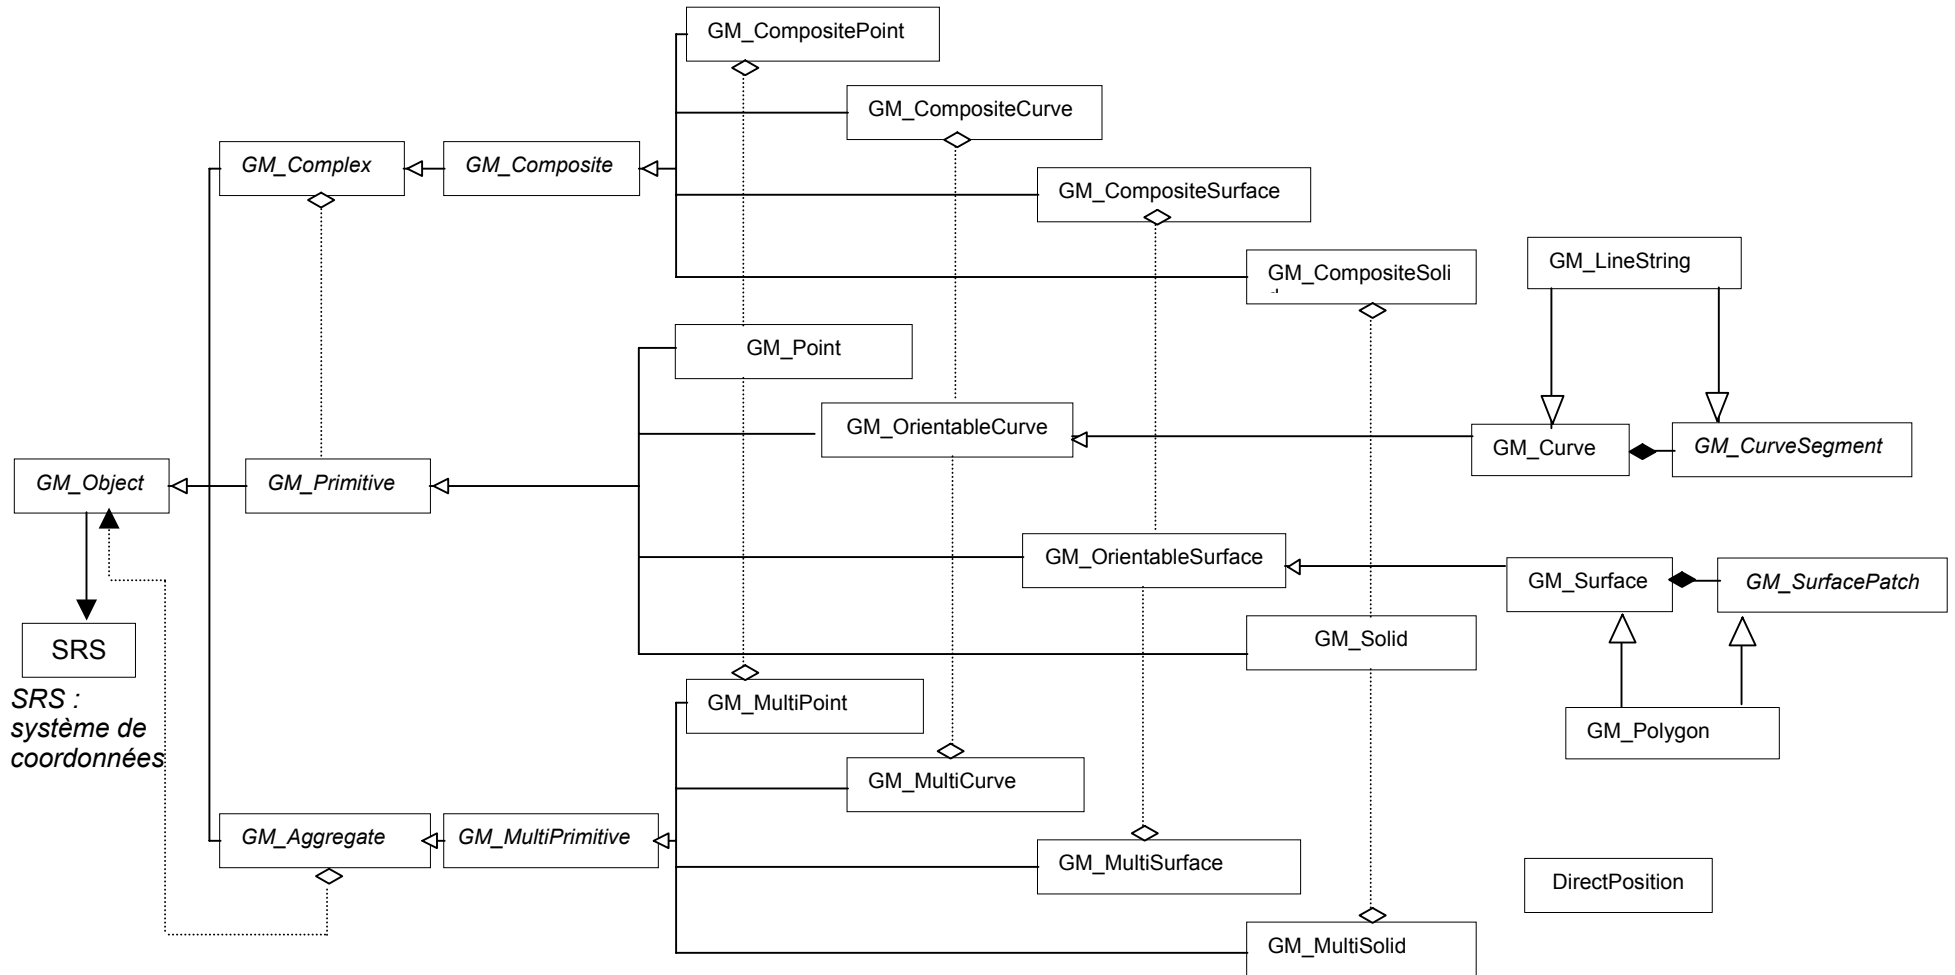 GM_CompositePoint
GM_CompositeCurve
GM_Complex
GM_Composite
GM_CompositeSurface
GM_CompositeSoli
GM_LineString
GM_Point
GM_OrientableCurve
GM_Curve
GM_CurveSegment
GM_Object
GM_Primitive
GM_OrientableSurface
GM_Surface
GM_SurfacePatch
SRS
GM_Solid
SRS :
système de
coordonnées
GM_MultiPoint
GM_Polygon
GM_MultiCurve
GM_Aggregate
GM_MultiPrimitive
GM_MultiSurface
DirectPosition
GM_MultiSolid